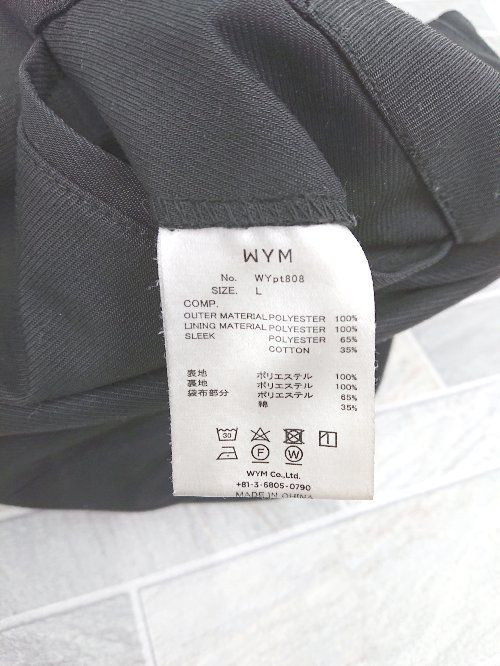 WYM
No. WYpt808
SIZE. L
COMP.
OUTER MATERIAL POLYESTER 100%
LINING MATERIAL POLYESTER 100%
SLEEK POLYESTER 65%
COTTON 35%
表地 ポリエステル 100%
裏地 ポリエステル 100%
袋布部分 ポリエステル 65%
綿 35%
30
F W
WYM Co.,Ltd.
+81-3-6805-0790
MADE IN CHINA